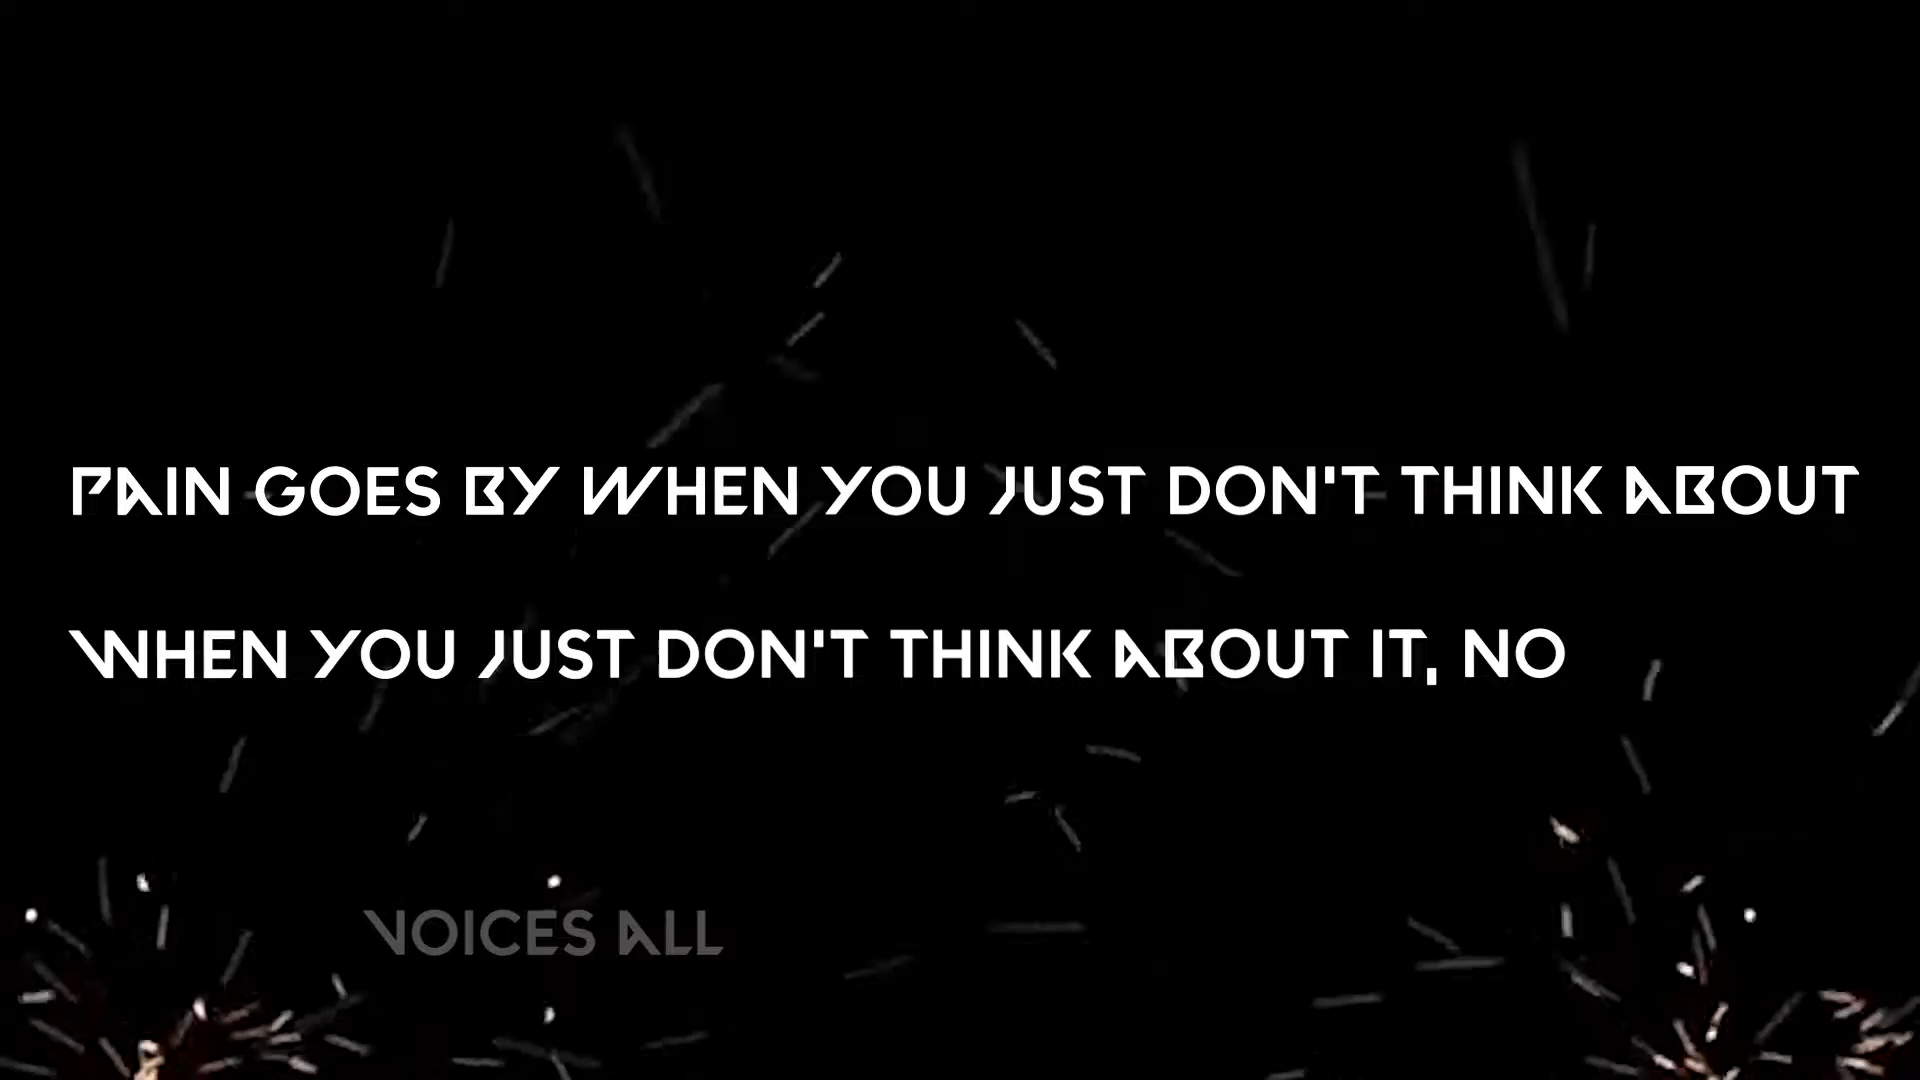 PAIN GOES BY WHEN YOU JUST DON'T THINK ABOUT
WHEN YOU JUST DON'T THINK ABOUT IT, NO
VOICES ALL